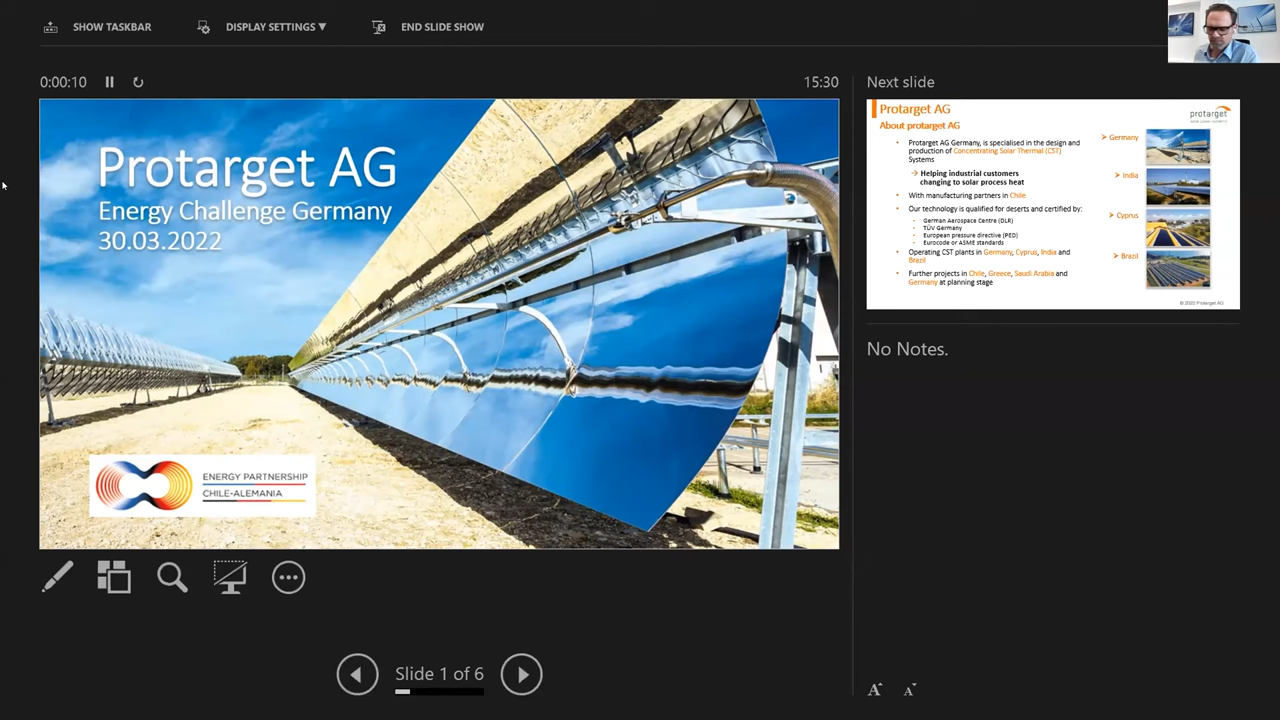 SHOW TASKBAR
DISPLAY SETTINGS ▼
END SLIDE SHOW
0:00:10
15:30
Protarget AG
Energy Challenge Germany
30.03.2022
ENERGY PARTNERSHIP
CHILE-ALEMANIA
Slide 1 of 6
Next slide
Protarget AG
protarget
About protarget AG
• Protarget AG Germany, is specialised in the design and
production of Concentrating Solar Thermal (CST)
Systems
Helping industrial customers
changing to solar process heat
• With manufacturing partners in Chile
• Our technology is qualified for deserts and certified by:
• German Aerospace Centre (DLR)
• TÜV Germany
• European pressure directive (PED)
• Eurocode or ASME standards
• Operating CST plants in Germany, Cyprus, India and
Brazil
• Further projects in Chile, Greece, Saudi Arabia and
Germany at planning stage
Germany
India
Cyprus
Brazil
© 2022 Protarget AG
No Notes.
A A